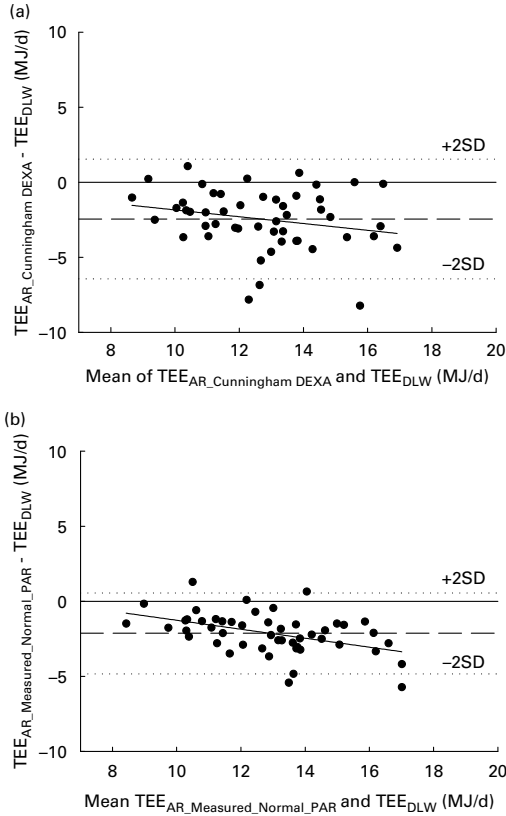 (a)
TEE_AR_Cunningham DEXA - TEE_DLW (MJ/d)
10
5
0
–5
–10
+2SD
–2SD
8 10 12 14 16 18 20
Mean of TEE_AR_Cunningham DEXA and TEE_DLW (MJ/d)
(b)
TEE_AR_Measured_Normal_PAR - TEE_DLW (MJ/d)
10
5
0
–5
–10
+2SD
–2SD
8 10 12 14 16 18 20
Mean TEE_AR_Measured_Normal_PAR and TEE_DLW (MJ/d)